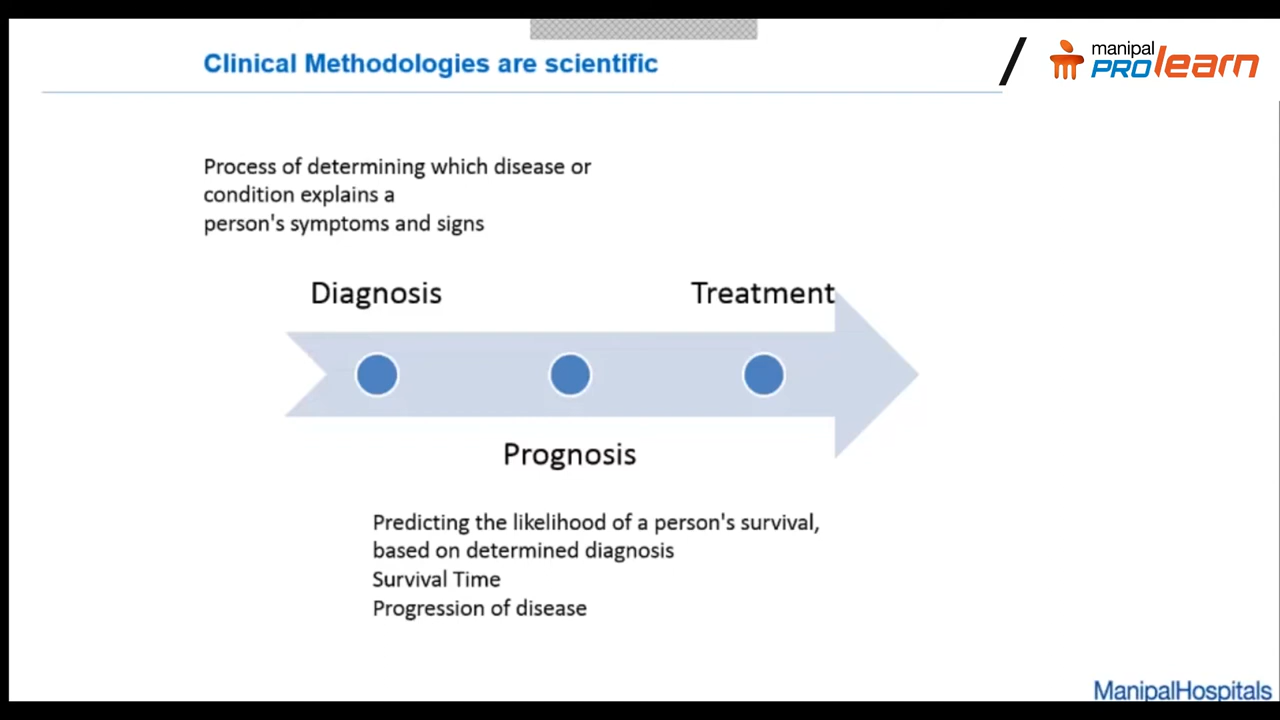 Clinical Methodologies are scientific
manipal
PROlearn
Process of determining which disease or
condition explains a
person's symptoms and signs
Diagnosis
Treatment
Prognosis
Predicting the likelihood of a person's survival,
based on determined diagnosis
Survival Time
Progression of disease
ManipalHospitals